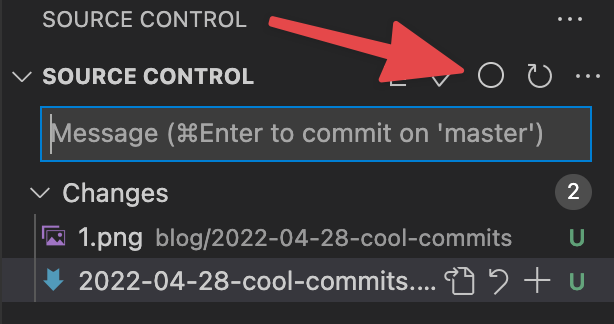 SOURCE CONTROL
SOURCE CONTROL
Message (⌘Enter to commit on 'master')
Changes 2
1.png blog/2022-04-28-cool-commits U
2022-04-28-cool-commits.... U